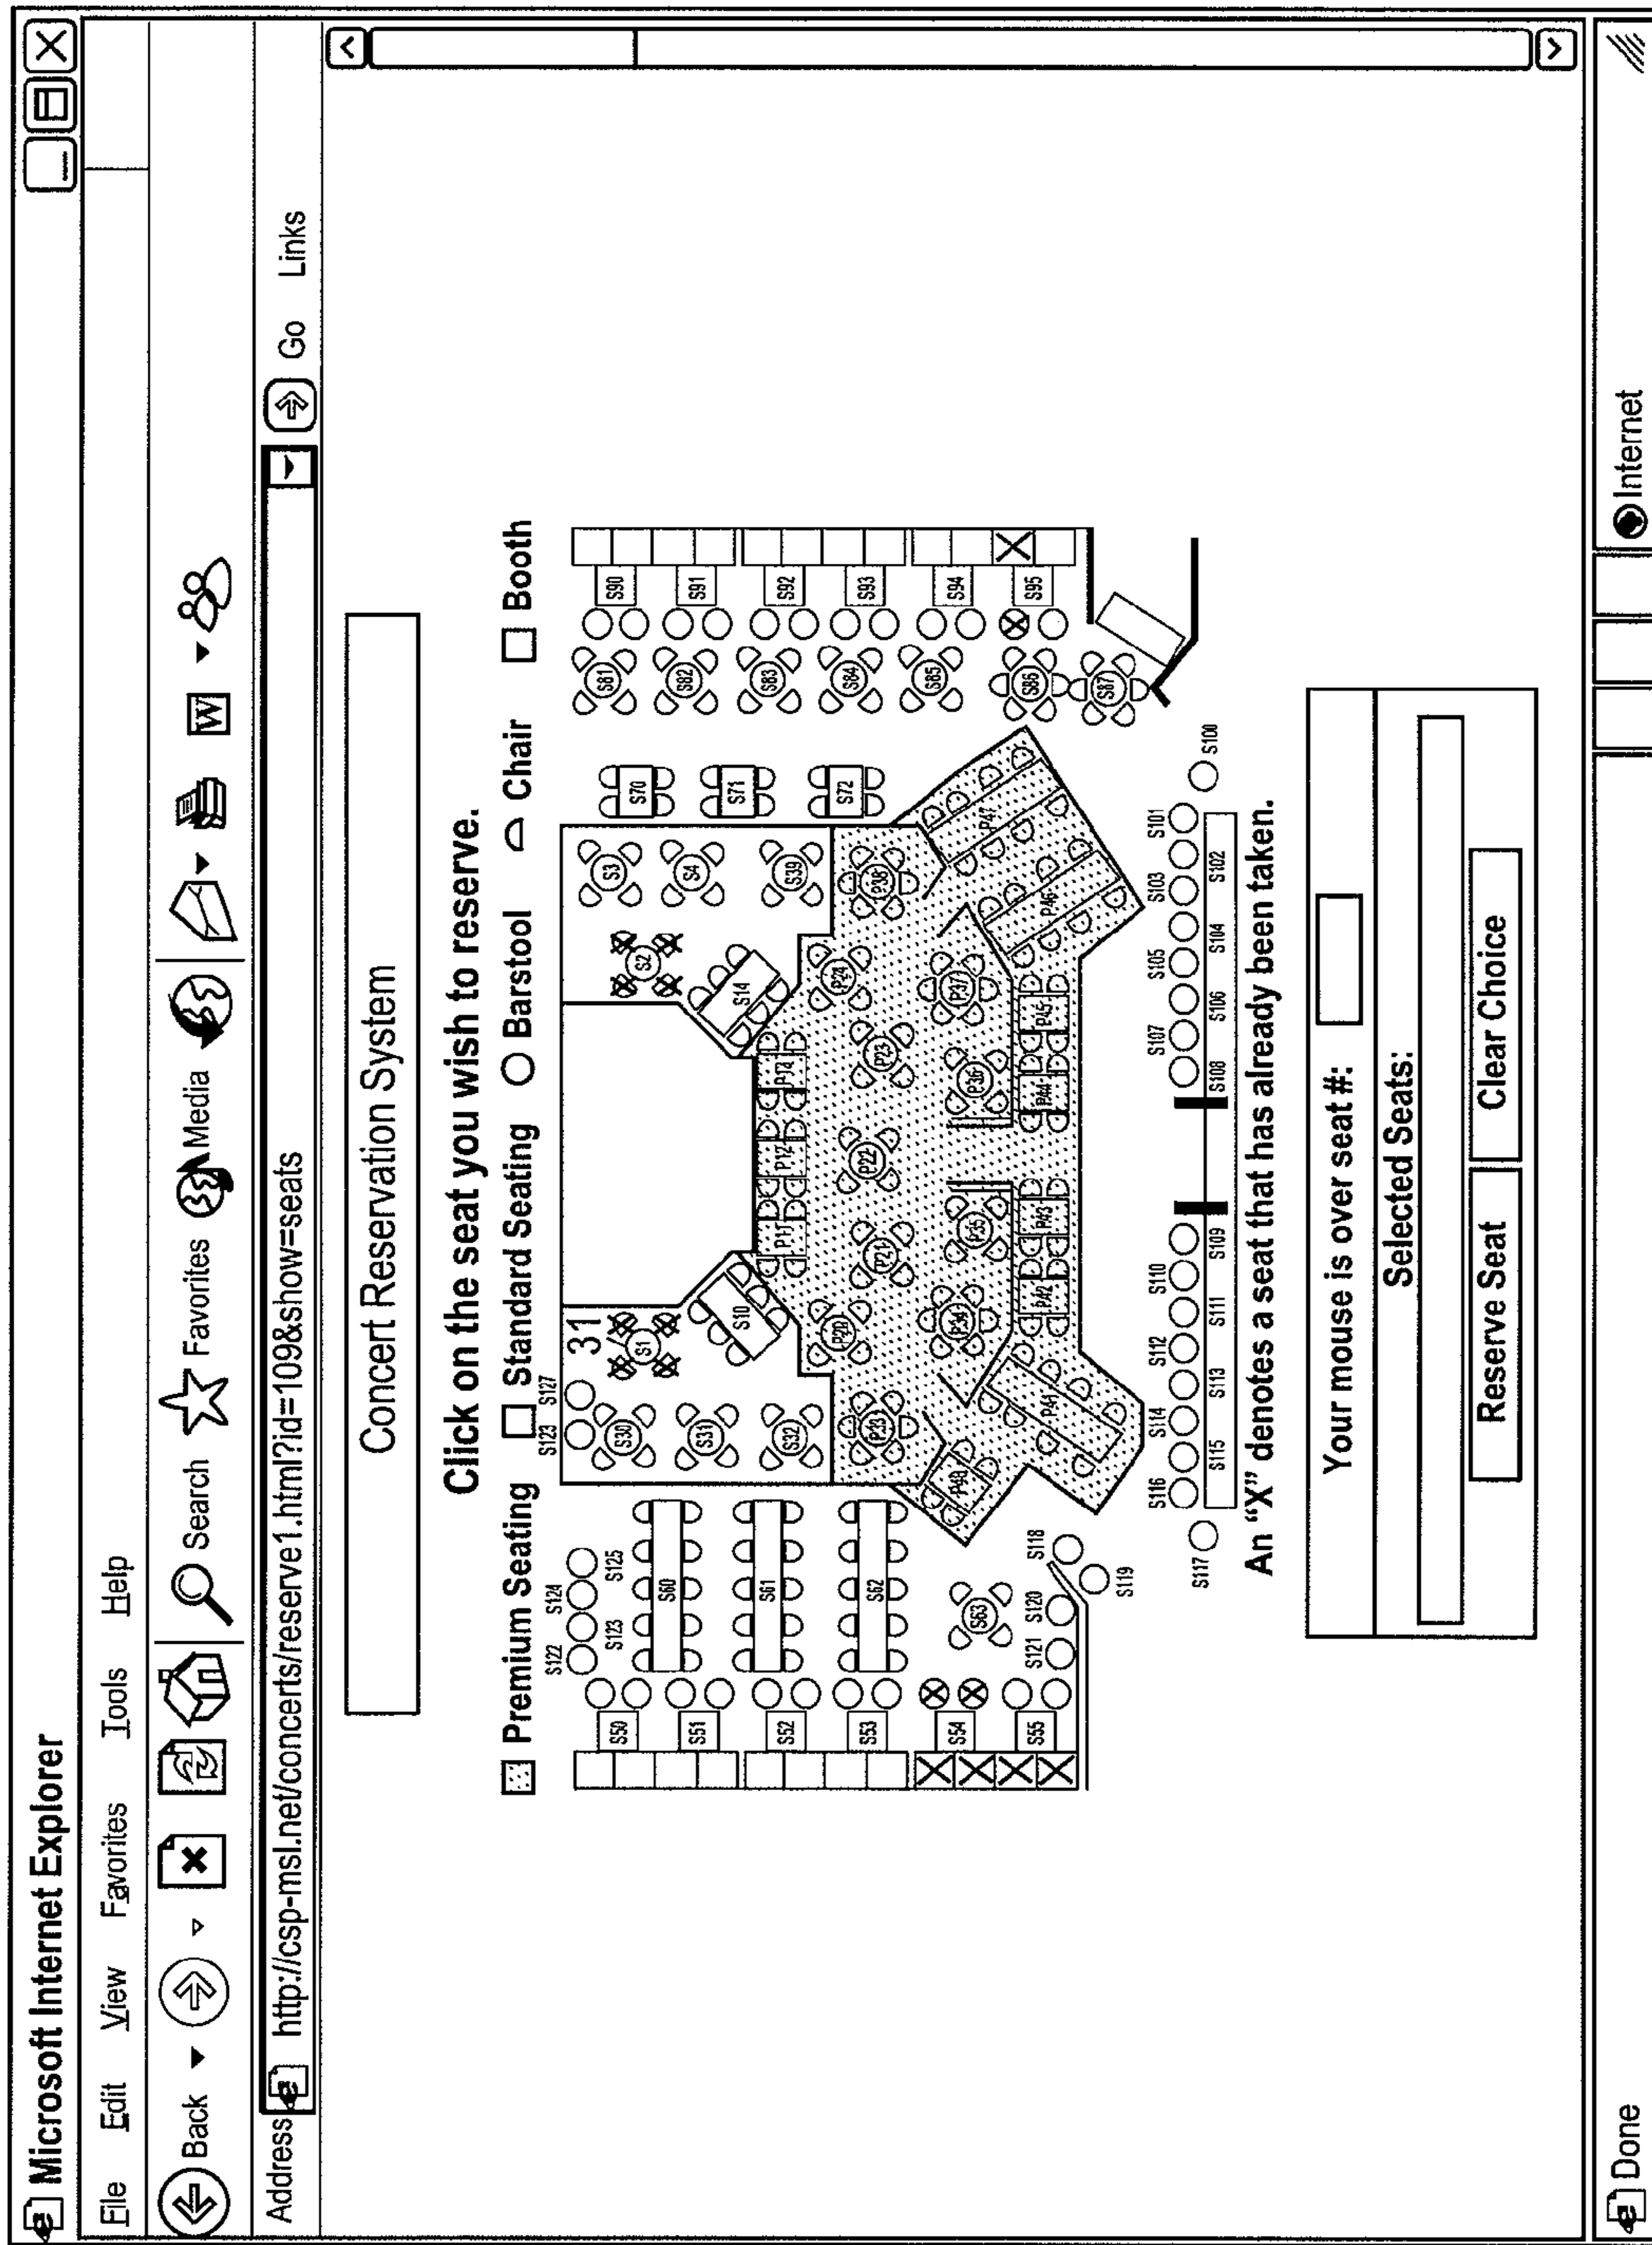 Microsoft Internet Explorer
File Edit View Favorites Tools Help
Back Search Favorites Media W
Address http://csp-msl.net/concerts/reserve1.html?id=109&show=seats Go Links
Concert Reservation System
Click on the seat you wish to reserve.
Premium Seating Standard Seating Barstool Chair Booth
S122 S124 S123 S127
S123 S125 31
S50 S60 S30 S1 S2 S3 S70 S81 S90
S51 S61 S31 S10 S14 S4 S71 S82 S91
S52 S62 S32 P11 P12 P13 S39 S72 S83 S92
S53 P33 P20 P21 P22 P23 P24 P38 S84 S93
S54 S63 P40 P34 P35 P36 P37 P47 S85 S94
S55 S121 S120 S118 P41 P42 P43 P44 P45 P46 S86 S95
S119 S87
S116 S114 S112 S110 S107 S105 S103 S101
S117 S115 S113 S111 S109 S108 S106 S104 S102 S100
An “X” denotes a seat that has already been taken.
Your mouse is over seat #:
Selected Seats:
Reserve Seat Clear Choice
Done Internet